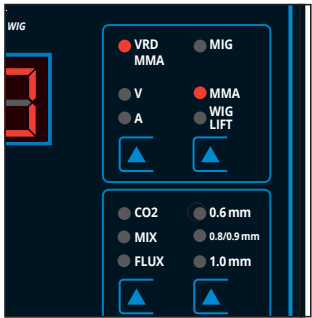 WIG
VRD MIG
MMA
V MMA
A WIG
LIFT
CO2 0.6 mm
MIX 0.8/0.9 mm
FLUX 1.0 mm